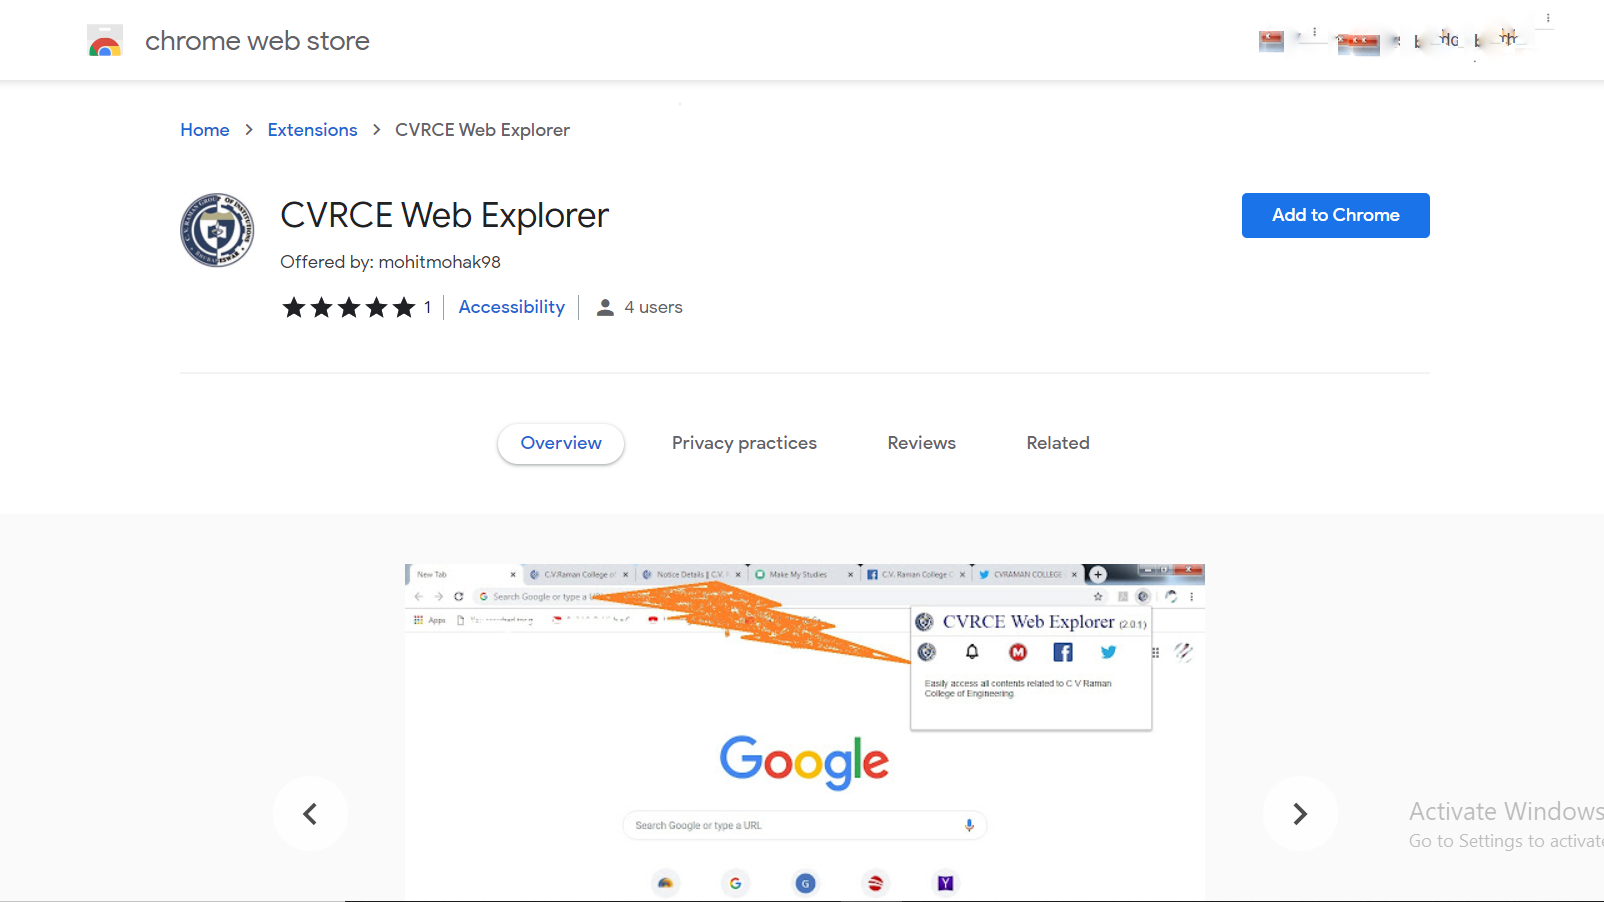 chrome web store
Home > Extensions > CVRCE Web Explorer
CVRCE Web Explorer
Add to Chrome
Offered by: mohitmohak98
1 Accessibility 4 users
Overview Privacy practices Reviews Related
New Tab C.V.Raman College of Notice Details || C.V. Make My Studies C.V. Raman College C CVRAMAN COLLEGE
Search Google or type a
Apps
CVRCE Web Explorer (2.0.1)
Easily access all contents related to C.V Raman
College of Engineering.
Google
Search Google or type a URL
Activate Windows
Go to Settings to activate